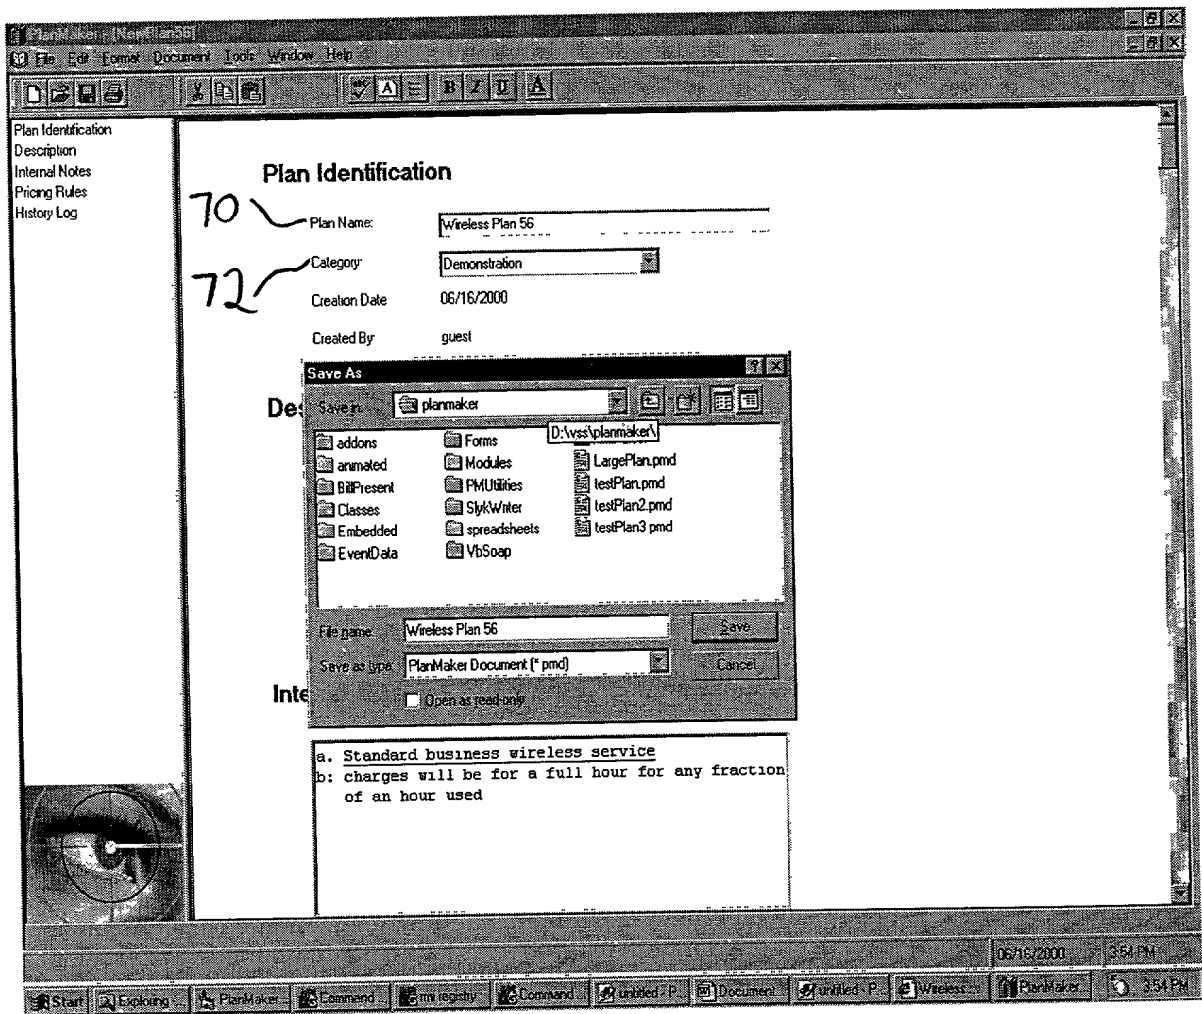 PlanMaker - [NewPlan56]
File Edit Format Document Tools Window Help
B I U A
Plan Identification
Description
Internal Notes
Pricing Rules
History Log
Plan Identification
70
Plan Name: Wireless Plan 56
Category: Demonstration
72
Creation Date 06/16/2000
Created By guest
Save As
Des
Save in: planmaker
D:\vss\planmaker\
addons Forms
animated Modules LargePlan.pmd
BillPresent PMUtilities testPlan.pmd
Classes SlykWriter testPlan2.pmd
Embedded spreadsheets testPlan3.pmd
EventData VbSoap
File name: Wireless Plan 56 Save
Save as type: PlanMaker Document (*.pmd) Cancel
Inte
Open as read-only
a. Standard business wireless service
b: charges will be for a full hour for any fraction
of an hour used
06/16/2000 3:54 PM
Start Exploring ... PlanMaker... Command... rmi registry Command... untitled - P... Document... untitled - P... Wireless ... PlanMaker... 3:54 PM